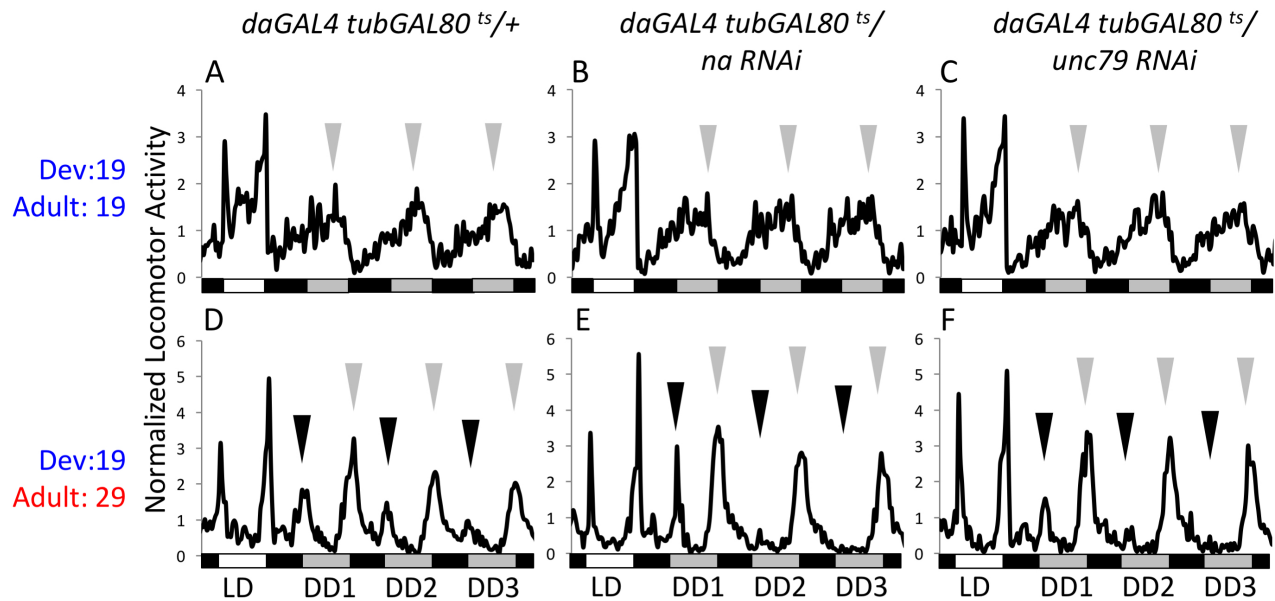 daGAL4 tubGAL80 ts/+
daGAL4 tubGAL80 ts/
na RNAi
daGAL4 tubGAL80 ts/
unc79 RNAi
A
B
C
Dev:19
Adult: 19
Normalized Locomotor Activity
4
3
2
1
0
4
3
2
1
0
4
3
2
1
0
D
E
F
Dev:19
Adult: 29
6
5
4
3
2
1
0
6
5
4
3
2
1
0
6
5
4
3
2
1
0
LD DD1 DD2 DD3
LD DD1 DD2 DD3
LD DD1 DD2 DD3